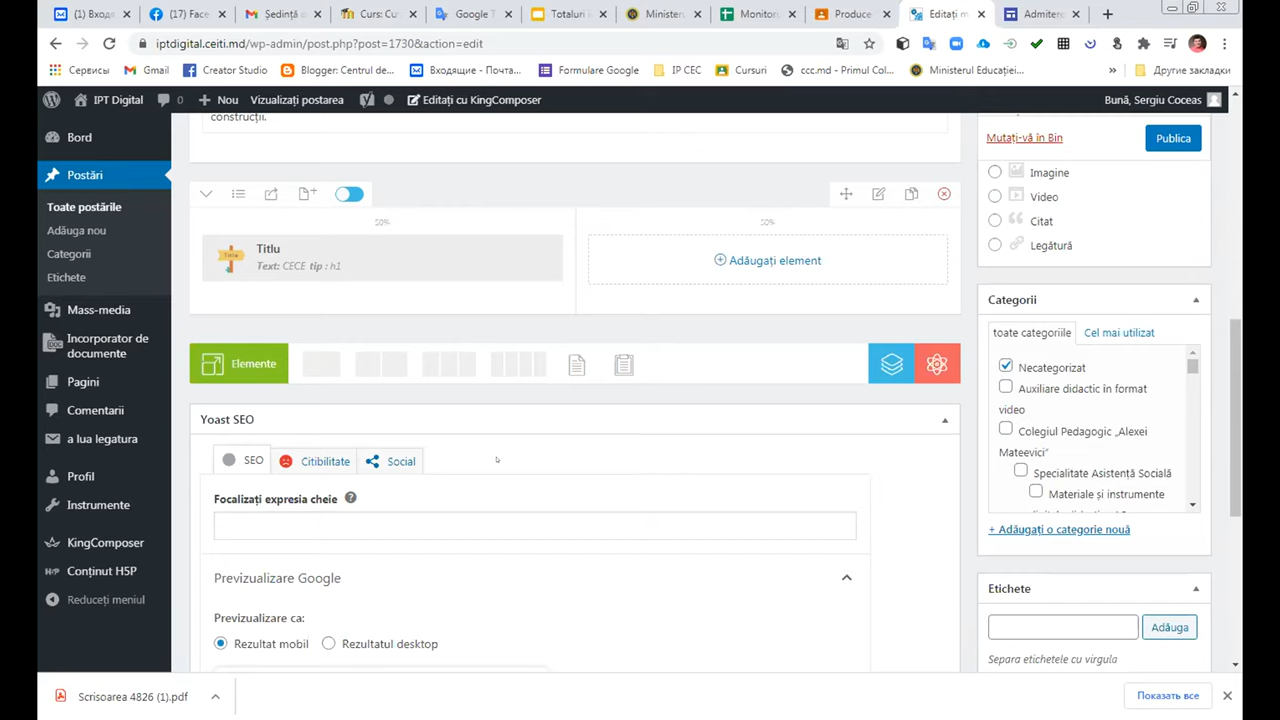 (1) Входя
(17) Face
Ședință
Curs: Cu
Google
Totaluri î
Minister
Monitor
Produce
Editați m
Admitere
iptdigital.ceiti.md/wp-admin/post.php?post=1730&action=edit
Сервисы
Gmail
Creator Studio
Blogger: Centrul de...
Входящие - Почта...
Formulare Google
IP CEC
Cursuri
ccc.md - Primul Col...
Ministerul Educației...
»
Другие закладки
IPT Digital
0
Nou
Vizualizați postarea
Editați cu KingComposer
Bună, Sergiu Coceas
Bord
Postări
Toate postările
Adăuga nou
Categorii
Etichete
Mass-media
Incorporator de
documente
Pagini
Comentarii
a lua legatura
Profil
Instrumente
KingComposer
Conținut H5P
Reduceți meniul
construcții.
50%
50%
Titlu
Titlu
Text: CECE tip : h1
Adăugați element
Elemente
Yoast SEO
SEO
Citibilitate
Social
Focalizați expresia cheie
Previzualizare Google
Previzualizare ca:
Rezultat mobil
Rezultatul desktop
Mutați-vă în Bin
Publica
Imagine
Video
Citat
Legătură
Categorii
toate categoriile
Cel mai utilizat
Necategorizat
Auxiliare didactic in format
video
Colegiul Pedagogic „Alexei
Mateevici”
Specialitate Asistență Socială
Materiale și instrumente
+ Adăugați o categorie nouă
Etichete
Adăuga
Separa etichetele cu virgula
Scrisoarea 4826 (1).pdf
Показать все